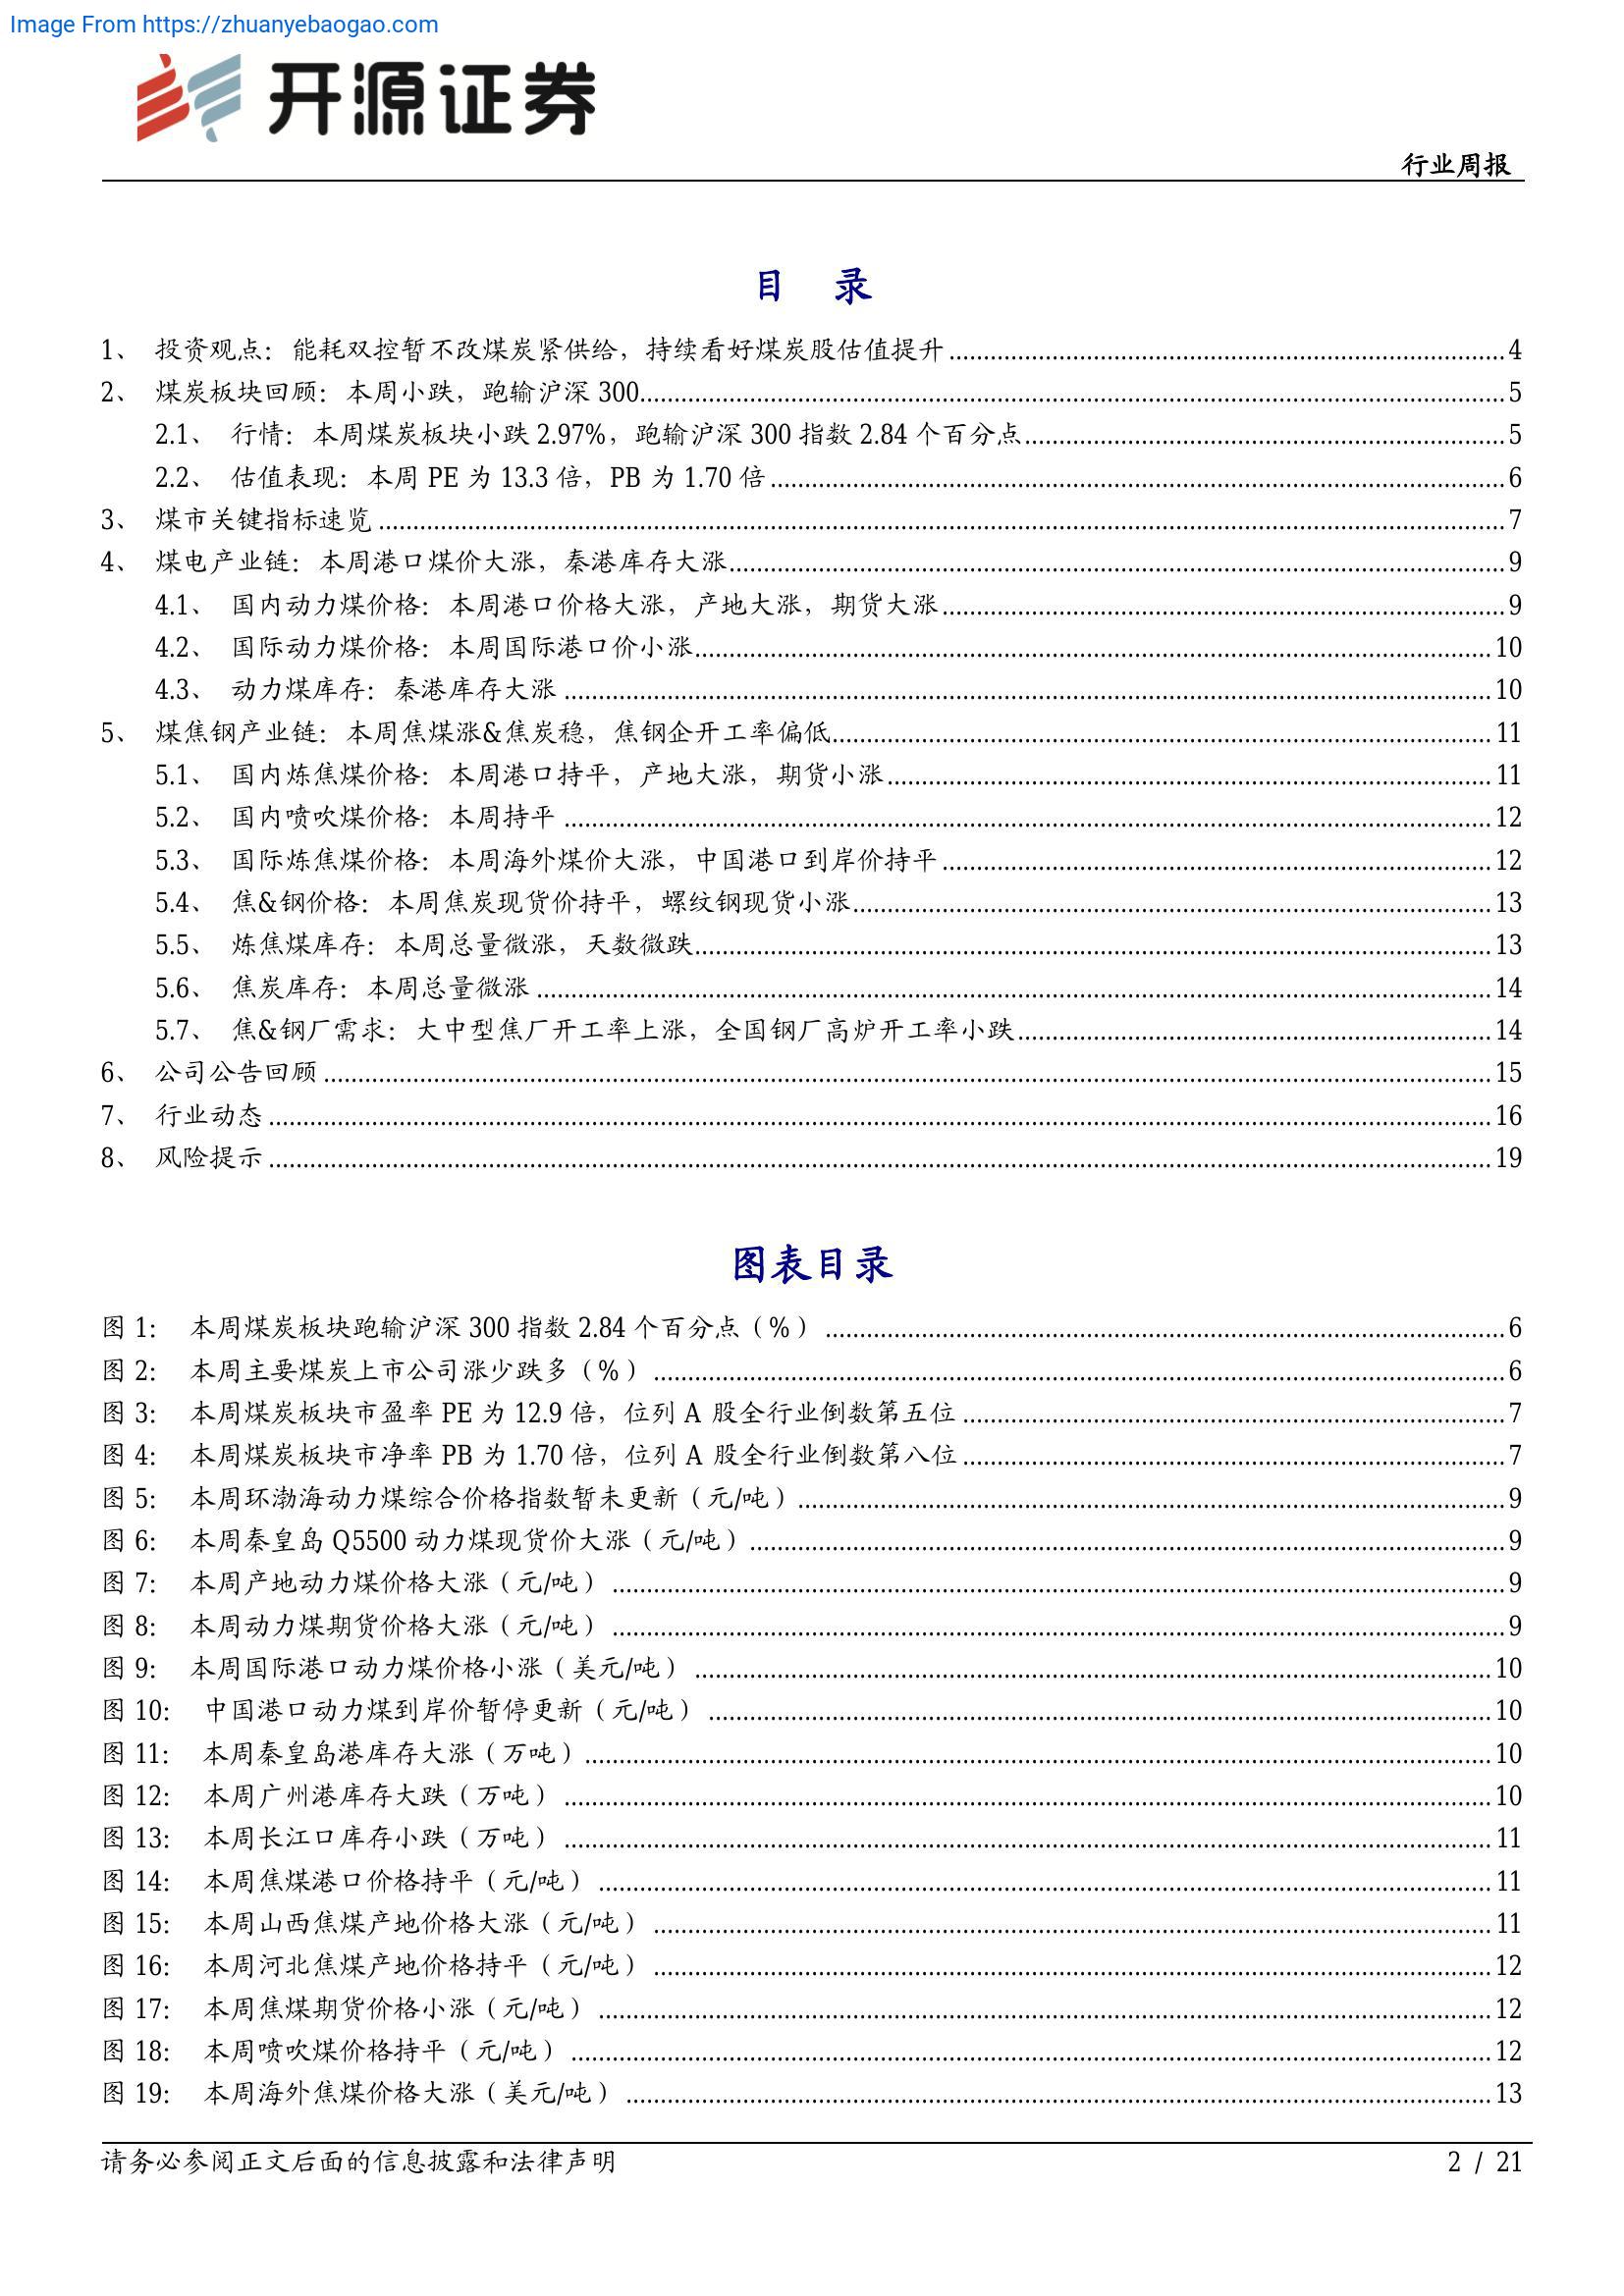 Image From https://zhuanyebaogao.com
开源证券
行业周报
目 录
1、 投资观点：能耗双控暂不改煤炭紧供给，持续看好煤炭股估值提升 4
2、 煤炭板块回顾：本周小跌，跑输沪深 300 5
2.1、 行情：本周煤炭板块小跌 2.97%，跑输沪深 300 指数 2.84 个百分点 5
2.2、 估值表现：本周 PE 为 13.3 倍，PB 为 1.70 倍 6
3、 煤市关键指标速览 7
4、 煤电产业链：本周港口煤价大涨，秦港库存大涨 9
4.1、 国内动力煤价格：本周港口价格大涨，产地大涨，期货大涨 9
4.2、 国际动力煤价格：本周国际港口价小涨 10
4.3、 动力煤库存：秦港库存大涨 10
5、 煤焦钢产业链：本周焦煤涨&焦炭稳，焦钢企开工率偏低 11
5.1、 国内炼焦煤价格：本周港口持平，产地大涨，期货小涨 11
5.2、 国内喷吹煤价格：本周持平 12
5.3、 国际炼焦煤价格：本周海外煤价大涨，中国港口到岸价持平 12
5.4、 焦&钢价格：本周焦炭现货价持平，螺纹钢现货小涨 13
5.5、 炼焦煤库存：本周总量微涨，天数微跌 13
5.6、 焦炭库存：本周总量微涨 14
5.7、 焦&钢厂需求：大中型焦厂开工率上涨，全国钢厂高炉开工率小跌 14
6、 公司公告回顾 15
7、 行业动态 16
8、 风险提示 19
图表目录
图 1： 本周煤炭板块跑输沪深 300 指数 2.84 个百分点（%） 6
图 2： 本周主要煤炭上市公司涨少跌多（%） 6
图 3： 本周煤炭板块市盈率 PE 为 12.9 倍，位列 A 股全行业倒数第五位 7
图 4： 本周煤炭板块市净率 PB 为 1.70 倍，位列 A 股全行业倒数第八位 7
图 5： 本周环渤海动力煤综合价格指数暂未更新（元/吨） 9
图 6： 本周秦皇岛 Q5500 动力煤现货价大涨（元/吨） 9
图 7： 本周产地动力煤价格大涨（元/吨） 9
图 8： 本周动力煤期货价格大涨（元/吨） 9
图 9： 本周国际港口动力煤价格小涨（美元/吨） 10
图 10： 中国港口动力煤到岸价暂停更新（元/吨） 10
图 11： 本周秦皇岛港库存大涨（万吨） 10
图 12： 本周广州港库存大跌（万吨） 10
图 13： 本周长江口库存小跌（万吨） 11
图 14： 本周焦煤港口价格持平（元/吨） 11
图 15： 本周山西焦煤产地价格大涨（元/吨） 11
图 16： 本周河北焦煤产地价格持平（元/吨） 12
图 17： 本周焦煤期货价格小涨（元/吨） 12
图 18： 本周喷吹煤价格持平（元/吨） 12
图 19： 本周海外焦煤价格大涨（美元/吨） 13
请务必参阅正文后面的信息披露和法律声明 2 / 21